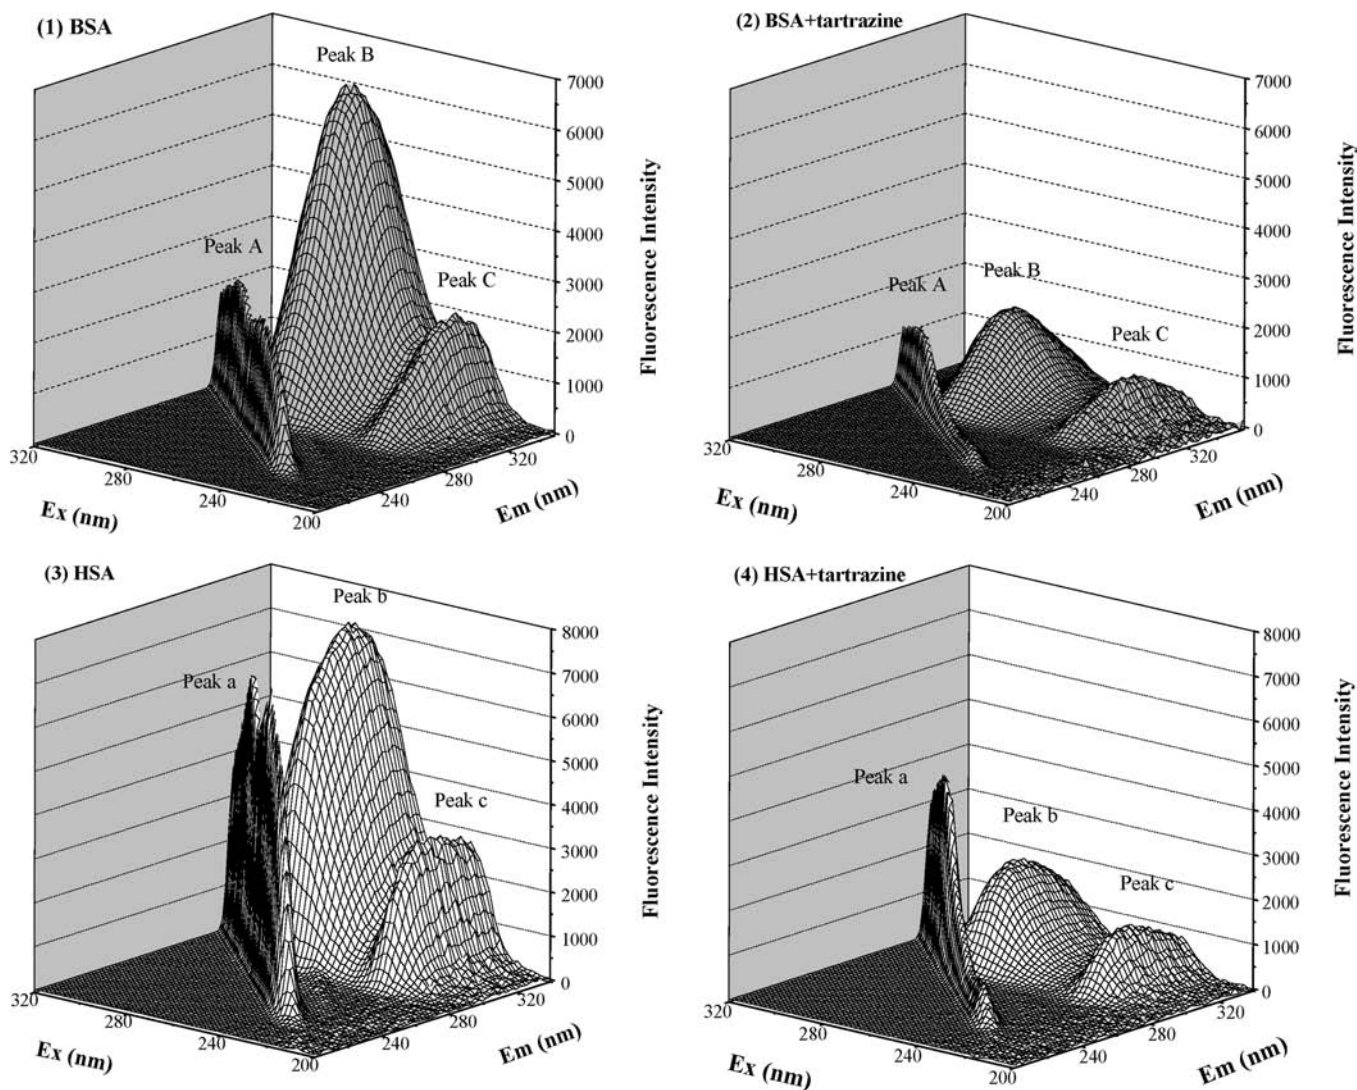 (1) BSA
Peak B
Peak A
Peak C
7000
6000
5000
4000
3000
2000
1000
0
Fluorescence Intensity
320
280
240
200
Ex (nm)
240
280
320
Em (nm)
(2) BSA+tartrazine
Peak A
Peak B
Peak C
7000
6000
5000
4000
3000
2000
1000
0
Fluorescence Intensity
320
280
240
200
Ex (nm)
240
280
320
Em (nm)
(3) HSA
Peak b
Peak a
Peak c
8000
7000
6000
5000
4000
3000
2000
1000
0
Fluorescence Intensity
320
280
240
200
Ex (nm)
240
280
320
Em (nm)
(4) HSA+tartrazine
Peak a
Peak b
Peak c
8000
7000
6000
5000
4000
3000
2000
1000
0
Fluorescence Intensity
320
280
240
200
Ex (nm)
240
280
320
Em (nm)